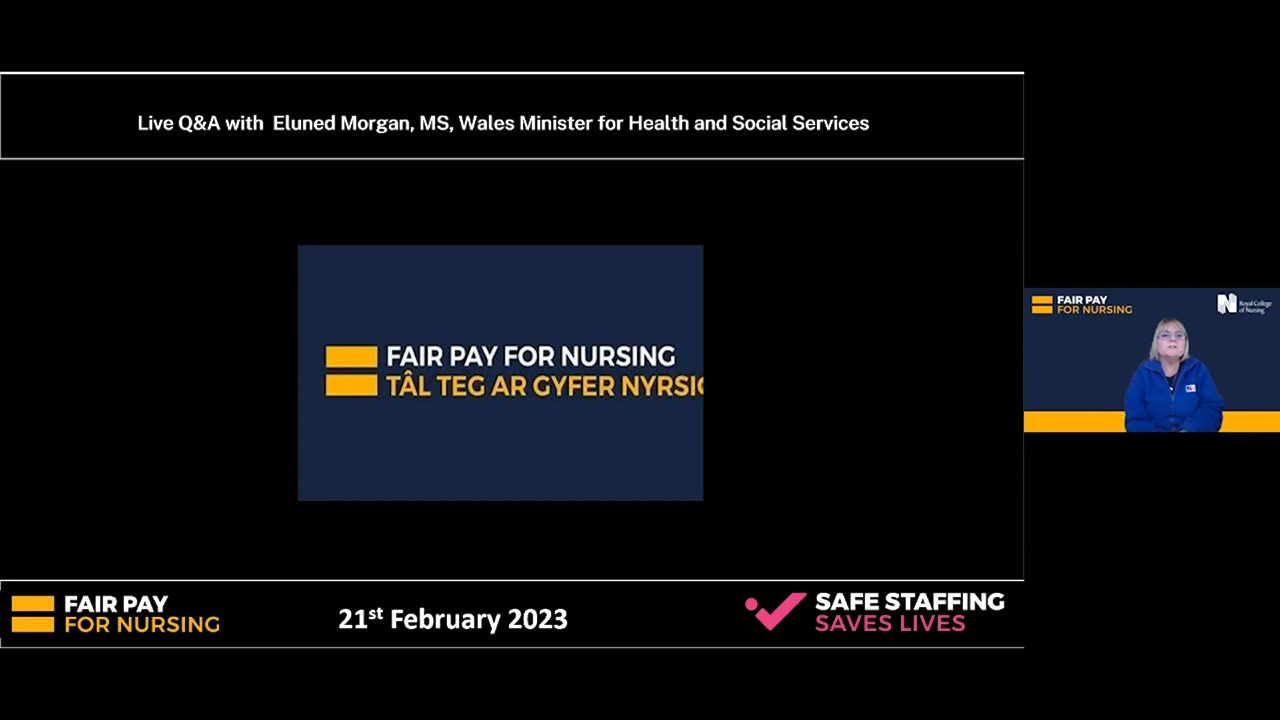 Live Q&A with Eluned Morgan, MS, Wales Minister for Health and Social Services
FAIR PAY FOR NURSING
TÂL TEG AR GYFER NYRSI
FAIR PAY
FOR NURSING
Royal College
of Nursing
FAIR PAY
FOR NURSING
21st February 2023
SAFE STAFFING
SAVES LIVES